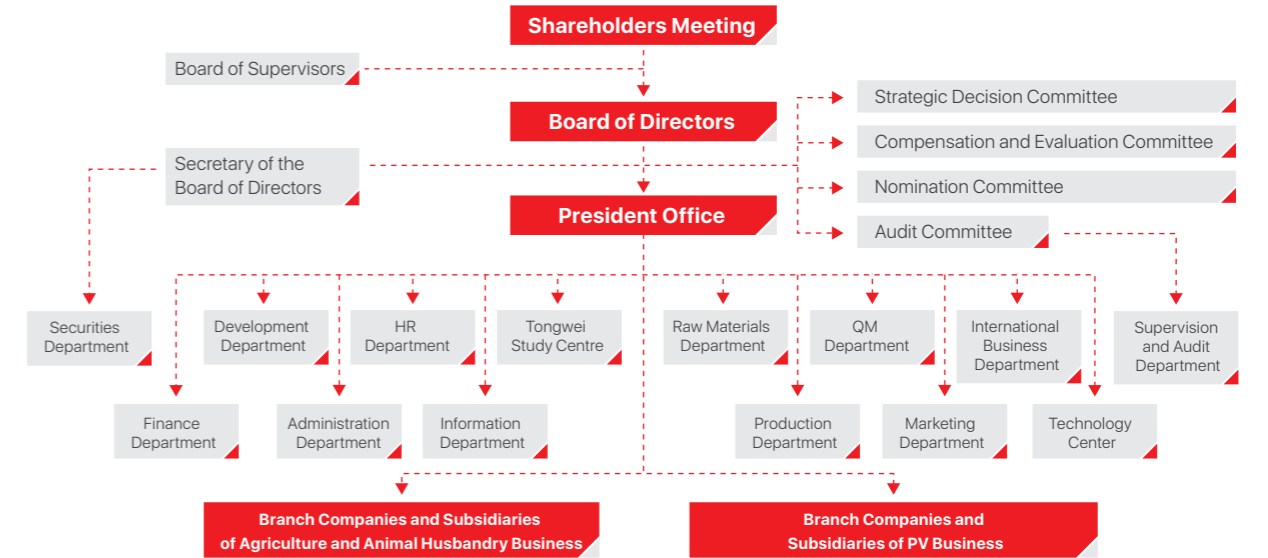 Shareholders Meeting
Board of Supervisors
Strategic Decision Committee
Board of Directors
Compensation and Evaluation Committee
Secretary of the
Board of Directors
Nomination Committee
President Office
Audit Committee
Securities
Department
Development
Department
HR
Department
Tongwei
Study Centre
Raw Materials
Department
QM
Department
International
Business
Department
Supervision
and Audit
Department
Finance
Department
Administration
Department
Information
Department
Production
Department
Marketing
Department
Technology
Center
Branch Companies and Subsidiaries
of Agriculture and Animal Husbandry Business
Branch Companies and
Subsidiaries of PV Business